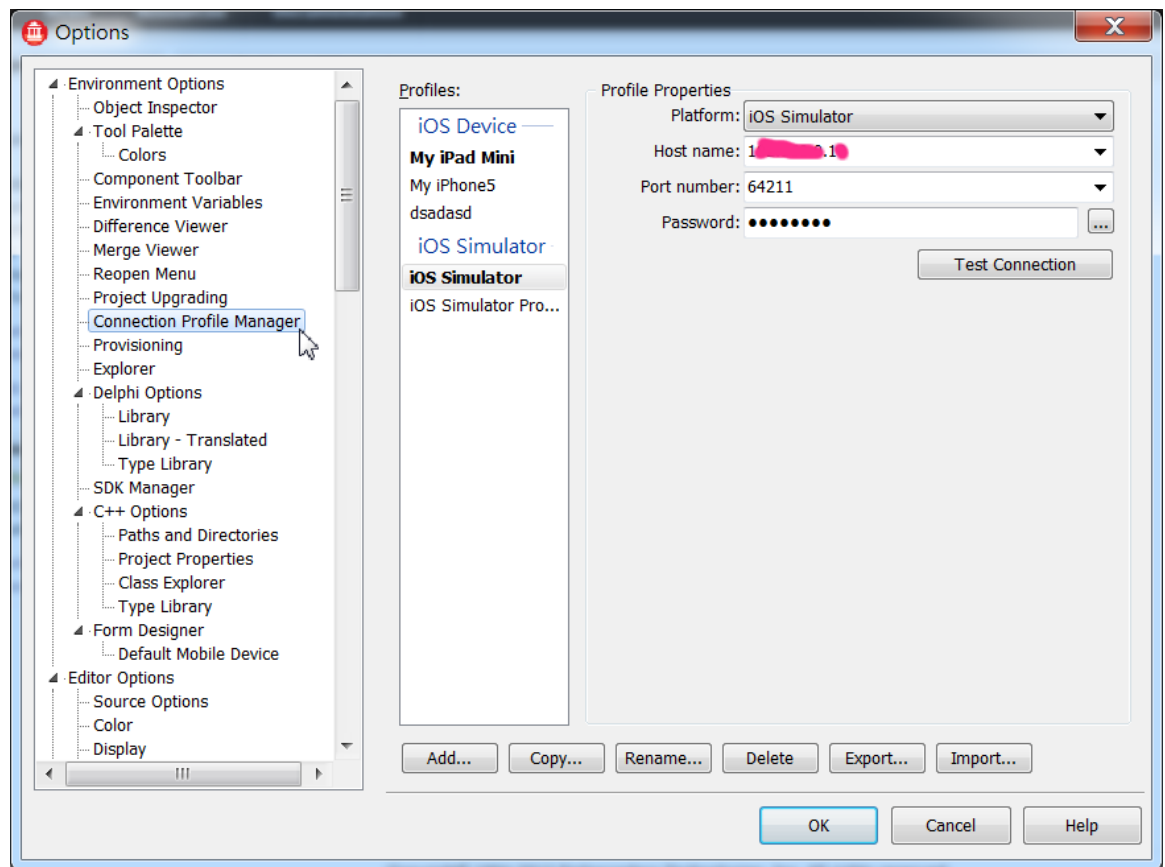 Options
Environment Options
Object Inspector
Tool Palette
Colors
Component Toolbar
Environment Variables
Difference Viewer
Merge Viewer
Reopen Menu
Project Upgrading
Connection Profile Manager
Provisioning
Explorer
Delphi Options
Library
Library - Translated
Type Library
SDK Manager
C++ Options
Paths and Directories
Project Properties
Class Explorer
Type Library
Form Designer
Default Mobile Device
Editor Options
Source Options
Color
Display
Profiles:
iOS Device
My iPad Mini
My iPhone5
dsadasd
iOS Simulator
iOS Simulator
iOS Simulator Pro...
Profile Properties
Platform: iOS Simulator
Host name:
Port number: 64211
Password: ●●●●●●●● ...
Test Connection
Add... Copy... Rename... Delete Export... Import...
OK Cancel Help